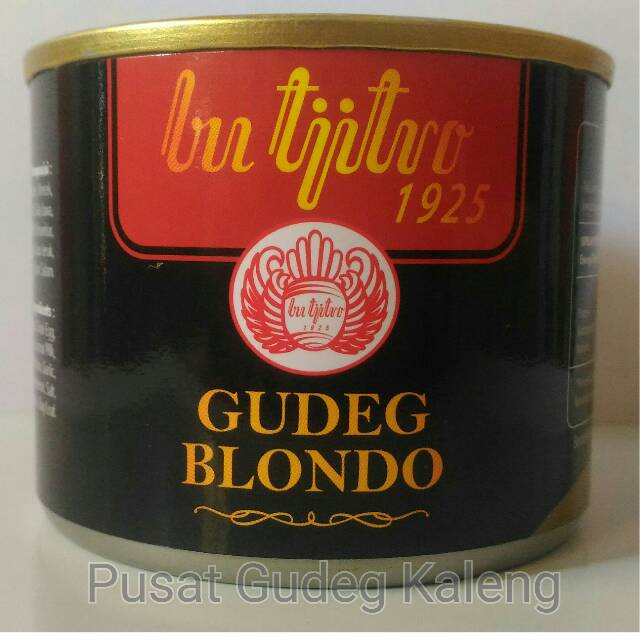 bu tjitro
1925
bu tjitro
1925
GUDEG
BLONDO
Pusat Gudeg Kaleng